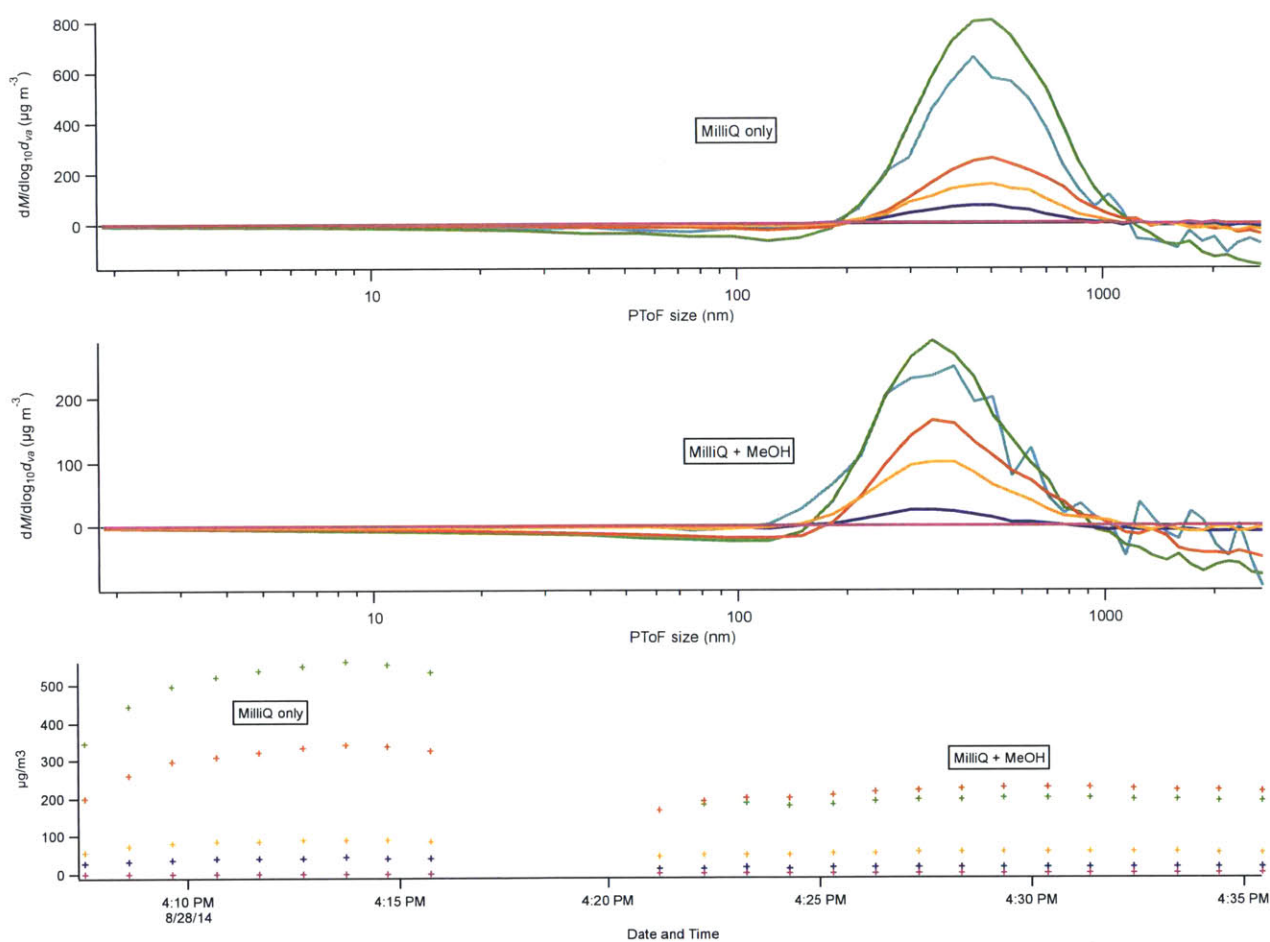 800
600
400
200
0
dM/dlog10dva (µg m-3)
MilliQ only
10
100
1000
PToF size (nm)
200
100
0
dM/dlog10dva (µg m-3)
MilliQ + MeOH
10
100
1000
PToF size (nm)
500
400
300
200
100
0
µg/m3
MilliQ only
MilliQ + MeOH
4:10 PM
8/28/14
4:15 PM
4:20 PM
4:25 PM
4:30 PM
4:35 PM
Date and Time